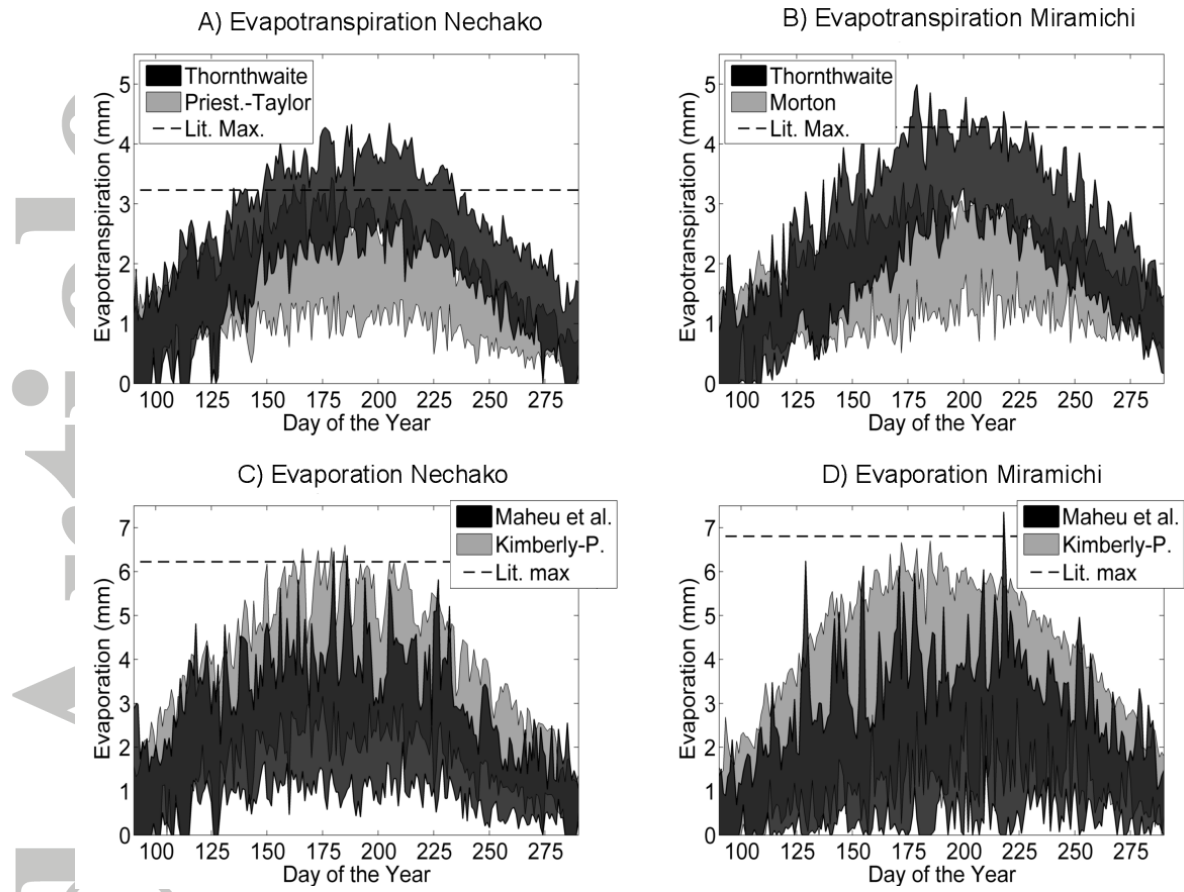 A) Evapotranspiration Nechako
Evapotranspiration (mm)
5
4
3
2
1
0
Thornthwaite
Priest.-Taylor
Lit. Max.
100 125 150 175 200 225 250 275
Day of the Year
B) Evapotranspiration Miramichi
Evapotranspiration (mm)
5
4
3
2
1
0
Thornthwaite
Morton
Lit. Max.
100 125 150 175 200 225 250 275
Day of the Year
C) Evaporation Nechako
Evaporation (mm)
7
6
5
4
3
2
1
0
Maheu et al.
Kimberly-P.
Lit. max
100 125 150 175 200 225 250 275
Day of the Year
D) Evaporation Miramichi
Evaporation (mm)
7
6
5
4
3
2
1
0
Maheu et al.
Kimberly-P.
Lit. max
100 125 150 175 200 225 250 275
Day of the Year